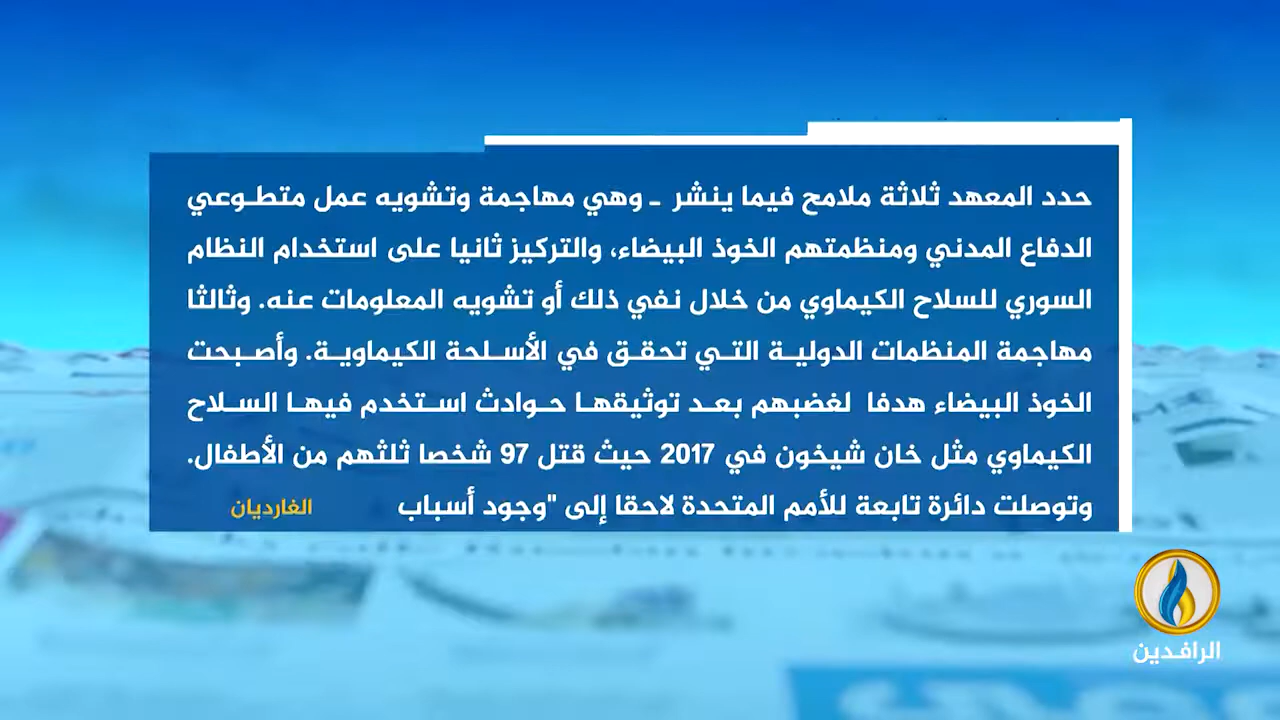 حدد المعهد ثلاثة ملامح فيما ينشر ـ وهي مهاجمة وتشويه عمل متطوعي
الدفاع المدني ومنظمتهم الخوذ البيضاء، والتركيز ثانيا على استخدام النظام
السوري للسلاح الكيماوي من خلال نفي ذلك أو تشويه المعلومات عنه. وثالثا
مهاجمة المنظمات الدولية التي تحقق في الأسلحة الكيماوية. وأصبحت
الخوذ البيضاء هدفا لغضبهم بعد توثيقها حوادث استخدم فيها السلاح
الكيماوي مثل خان شيخون في 2017 حيث قتل 97 شخصا ثلثهم من الأطفال.
وتوصلت دائرة تابعة للأمم المتحدة لاحقا إلى "وجود أسباب
الغارديان
الرافدين